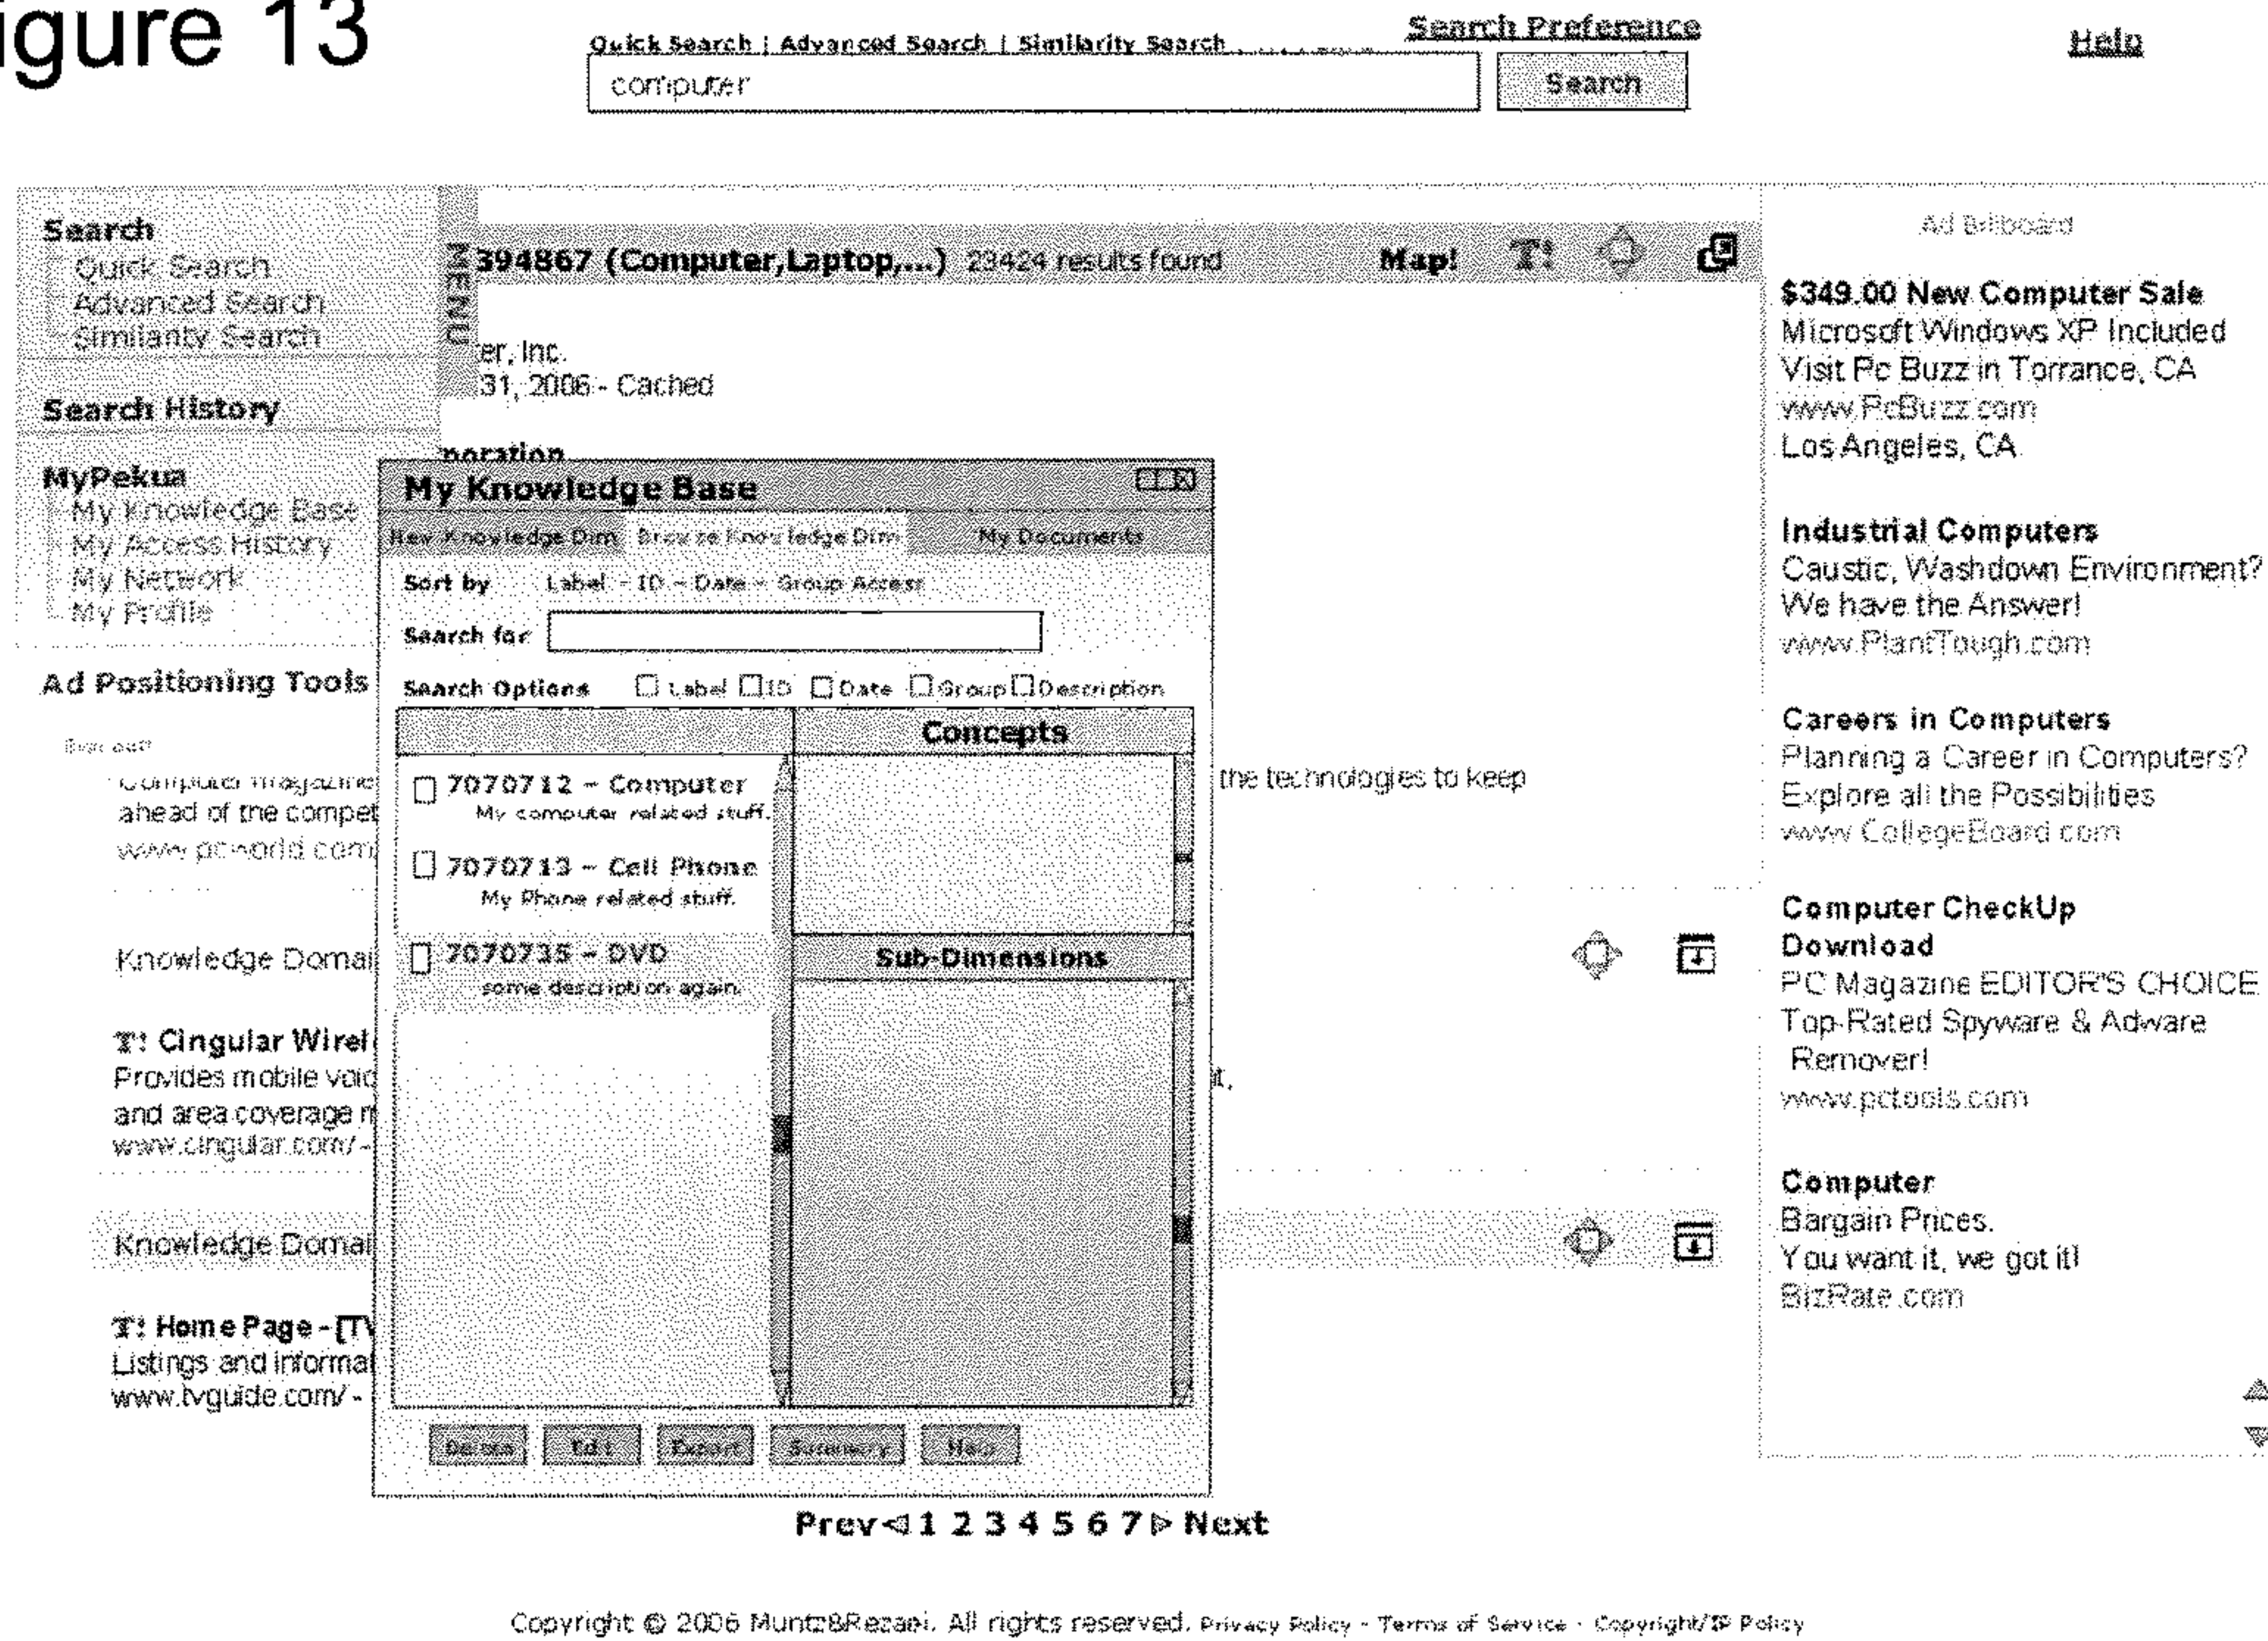 igure 13
Quick Search | Advanced Search | Similarity Search
Search Preference
Help
computer
Search
Search
Quick Search
Advanced Search
Similarity Search
Search History
MyPekua
My Knowledge Base
My Access History
My Network
My Profile
Ad Positioning Tools
MENU
394867 (Computer,Laptop,...) 23424 results found
Map! T!
er, Inc.
31, 2006 - Cached
poration
My Knowledge Base
New Knowledge Dim Browse Knowledge Dim My Documents
Sort by Label - ID - Date - Group Access
Search for
Search Options Label ID Date Group Description
Concepts
7070712 - Computer
My computer related stuff.
7070713 - Cell Phone
My Phone related stuff.
7070735 - DVD
some description again.
Sub-Dimensions
Delete Edit Export Summary Help
Computer magazine
ahead of the compet
the technologies to keep
www.pcworld.com
Knowledge Domai
T! Cingular Wirel
Provides mobile voic
t,
and area coverage
www.cingular.com/ -
Knowledge Domai
T! Home Page - [TV
Listings and informat
www.tvguide.com/ -
Ad Billboard
$349.00 New Computer Sale
Microsoft Windows XP Included
Visit Pc Buzz in Torrance, CA
www.PcBuzz.com
Los Angeles, CA
Industrial Computers
Caustic, Washdown Environment?
We have the Answer!
www.PlantTough.com
Careers in Computers
Planning a Career in Computers?
Explore all the Possibilities
www.CollegeBoard.com
Computer CheckUp
Download
PC Magazine EDITOR'S CHOICE
Top-Rated Spyware & Adware
Remover!
www.pctools.com
Computer
Bargain Prices.
You want it, we got it!
BizRate.com
Prev 1 2 3 4 5 6 7 Next
Copyright © 2006 Muntz&Rezaei. All rights reserved. Privacy Policy - Terms of Service - Copyright/IP Policy